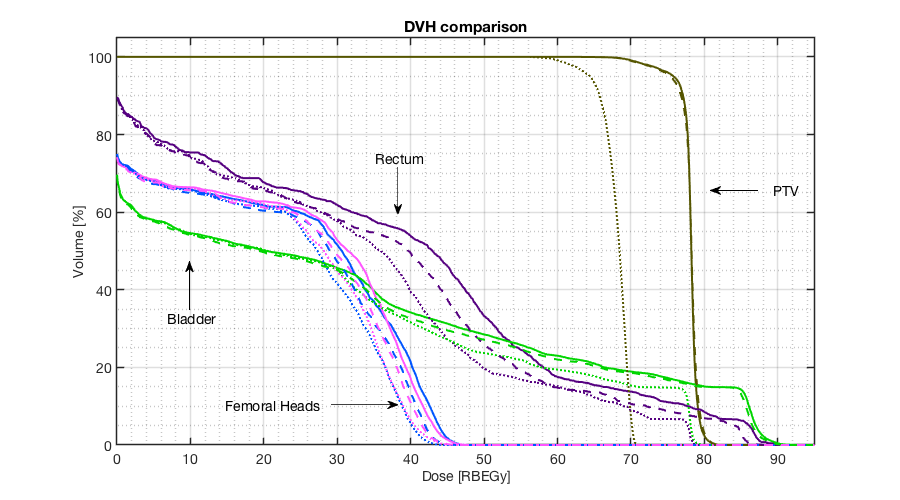 DVH comparison
100
80
60
40
20
0
Volume [%]
Rectum
PTV
Bladder
Femoral Heads
0 10 20 30 40 50 60 70 80 90
Dose [RBEGy]